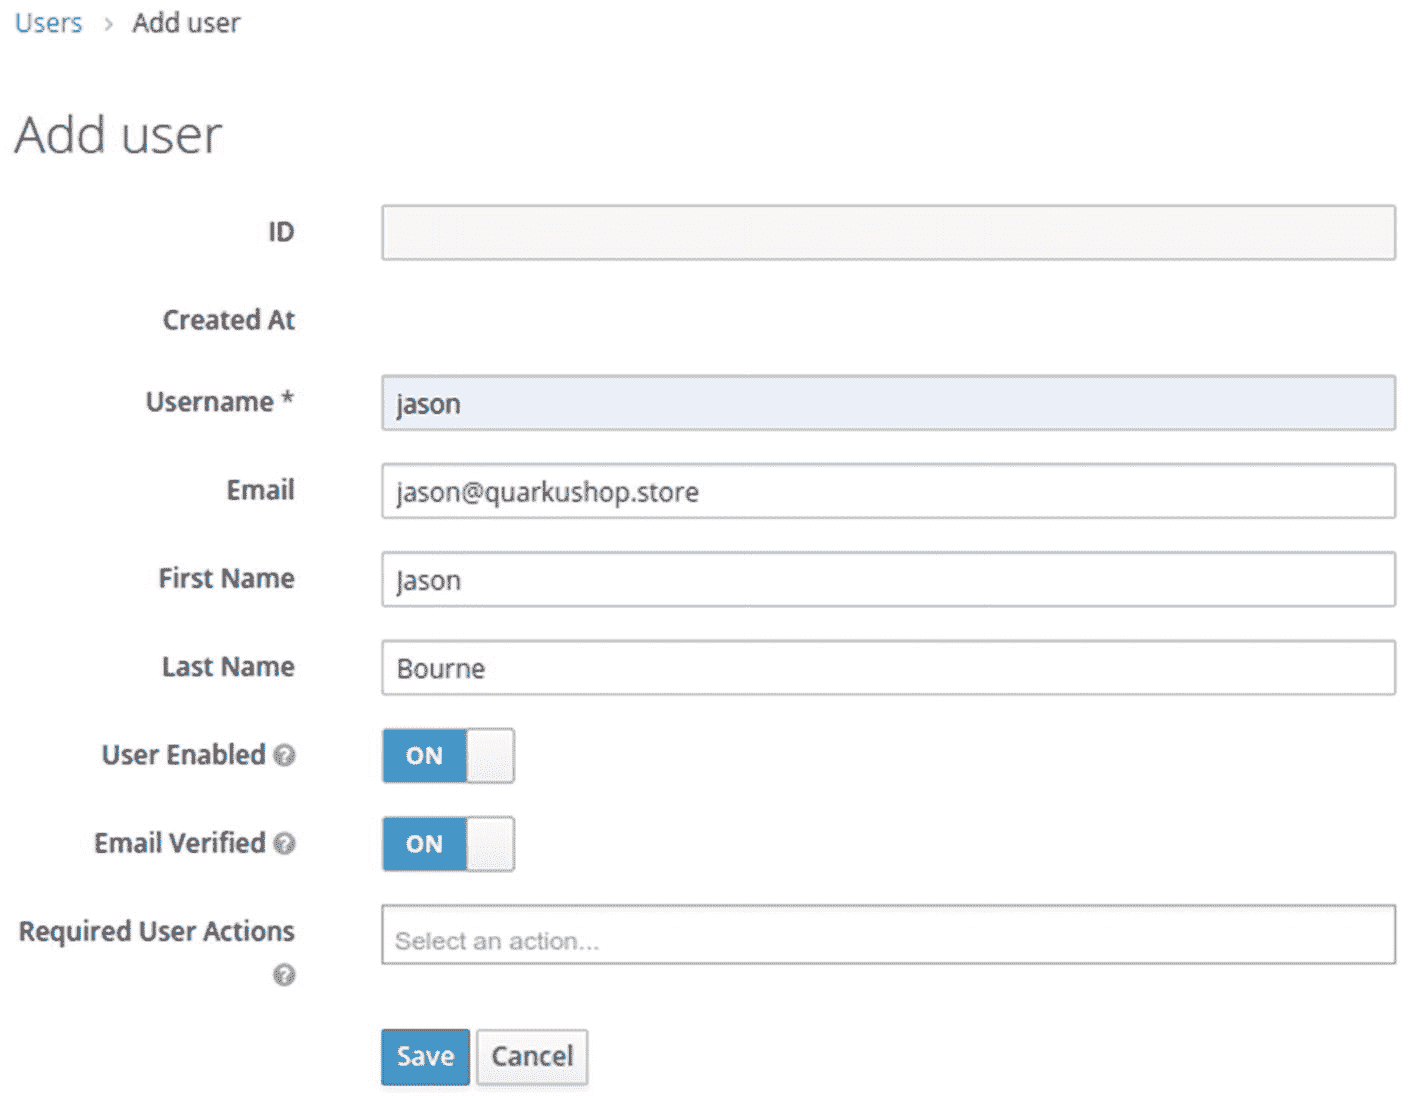 Users > Add user
Add user
ID
Created At
Username * jason
Email jason@quarkushop.store
First Name Jason
Last Name Bourne
User Enabled ? ON
Email Verified ? ON
Required User Actions Select an action...
?
Save Cancel